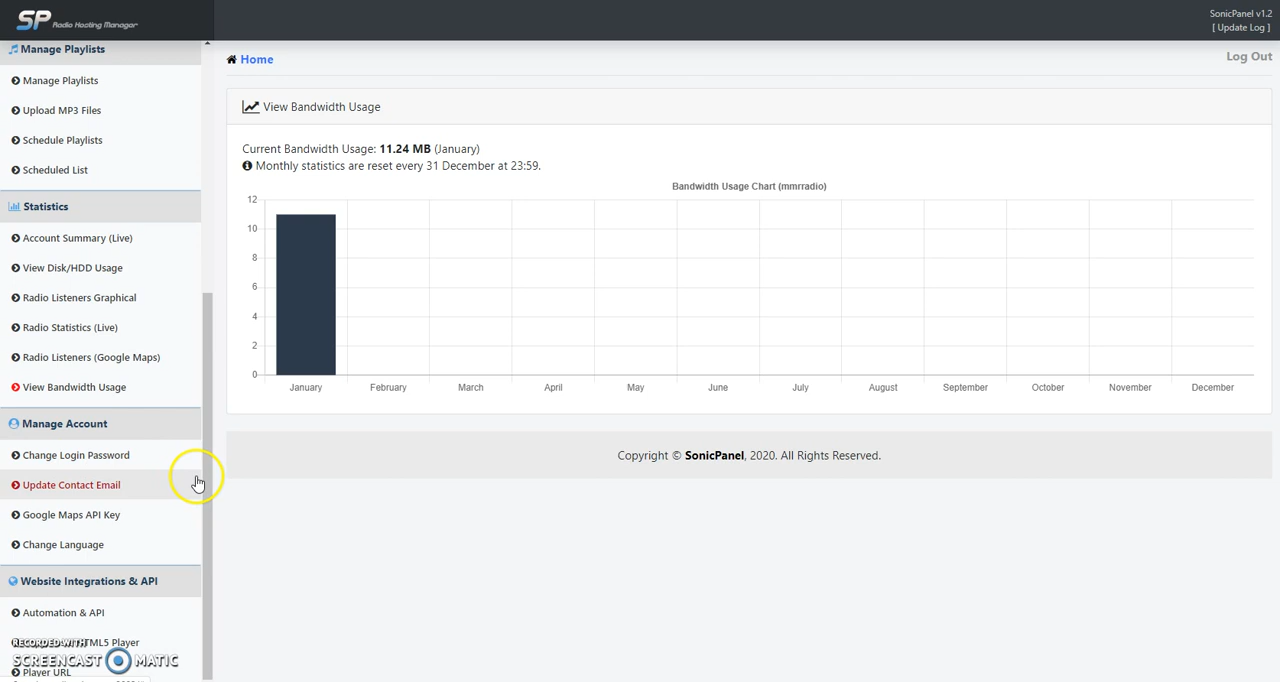 SP Radio Hosting Manager
SonicPanel v1.2
[ Update Log ]
Manage Playlists
Manage Playlists
Upload MP3 Files
Schedule Playlists
Scheduled List
Statistics
Account Summary (Live)
View Disk/HDD Usage
Radio Listeners Graphical
Radio Statistics (Live)
Radio Listeners (Google Maps)
View Bandwidth Usage
Manage Account
Change Login Password
Update Contact Email
Google Maps API Key
Change Language
Website Integrations & API
Automation & API
HTML5 Player
RECORDED WITH
SCREENCAST MATIC
Player URL
Home
Log Out
View Bandwidth Usage
Current Bandwidth Usage: 11.24 MB (January)
Monthly statistics are reset every 31 December at 23:59.
Bandwidth Usage Chart (mmrradio)
12
10
8
6
4
2
0
January February March April May June July August September October November December
Copyright © SonicPanel, 2020. All Rights Reserved.